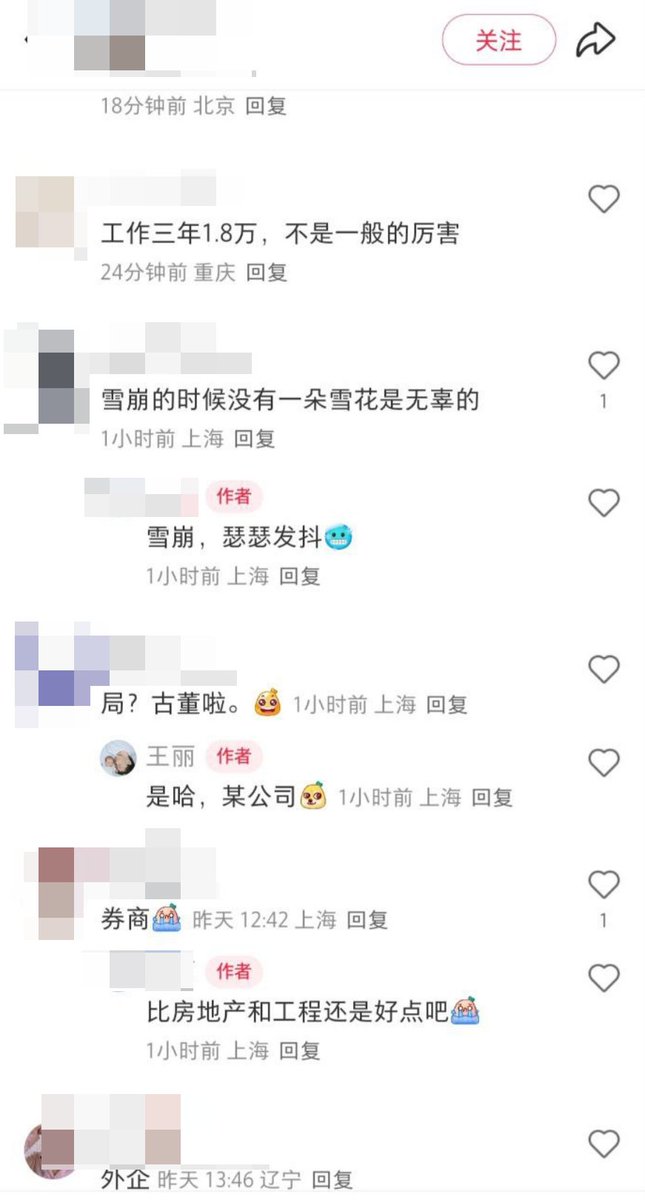 关注
18分钟前 北京 回复
工作三年1.8万，不是一般的厉害
24分钟前 重庆 回复
雪崩的时候没有一朵雪花是无辜的
1
1小时前 上海 回复
作者
雪崩，瑟瑟发抖
1小时前 上海 回复
局？古董啦。 1小时前 上海 回复
王丽 作者
是哈，某公司 1小时前 上海 回复
券商 昨天 12:42 上海 回复
1
作者
比房地产和工程还是好点吧
1小时前 上海 回复
外企 昨天 13:46 辽宁 回复